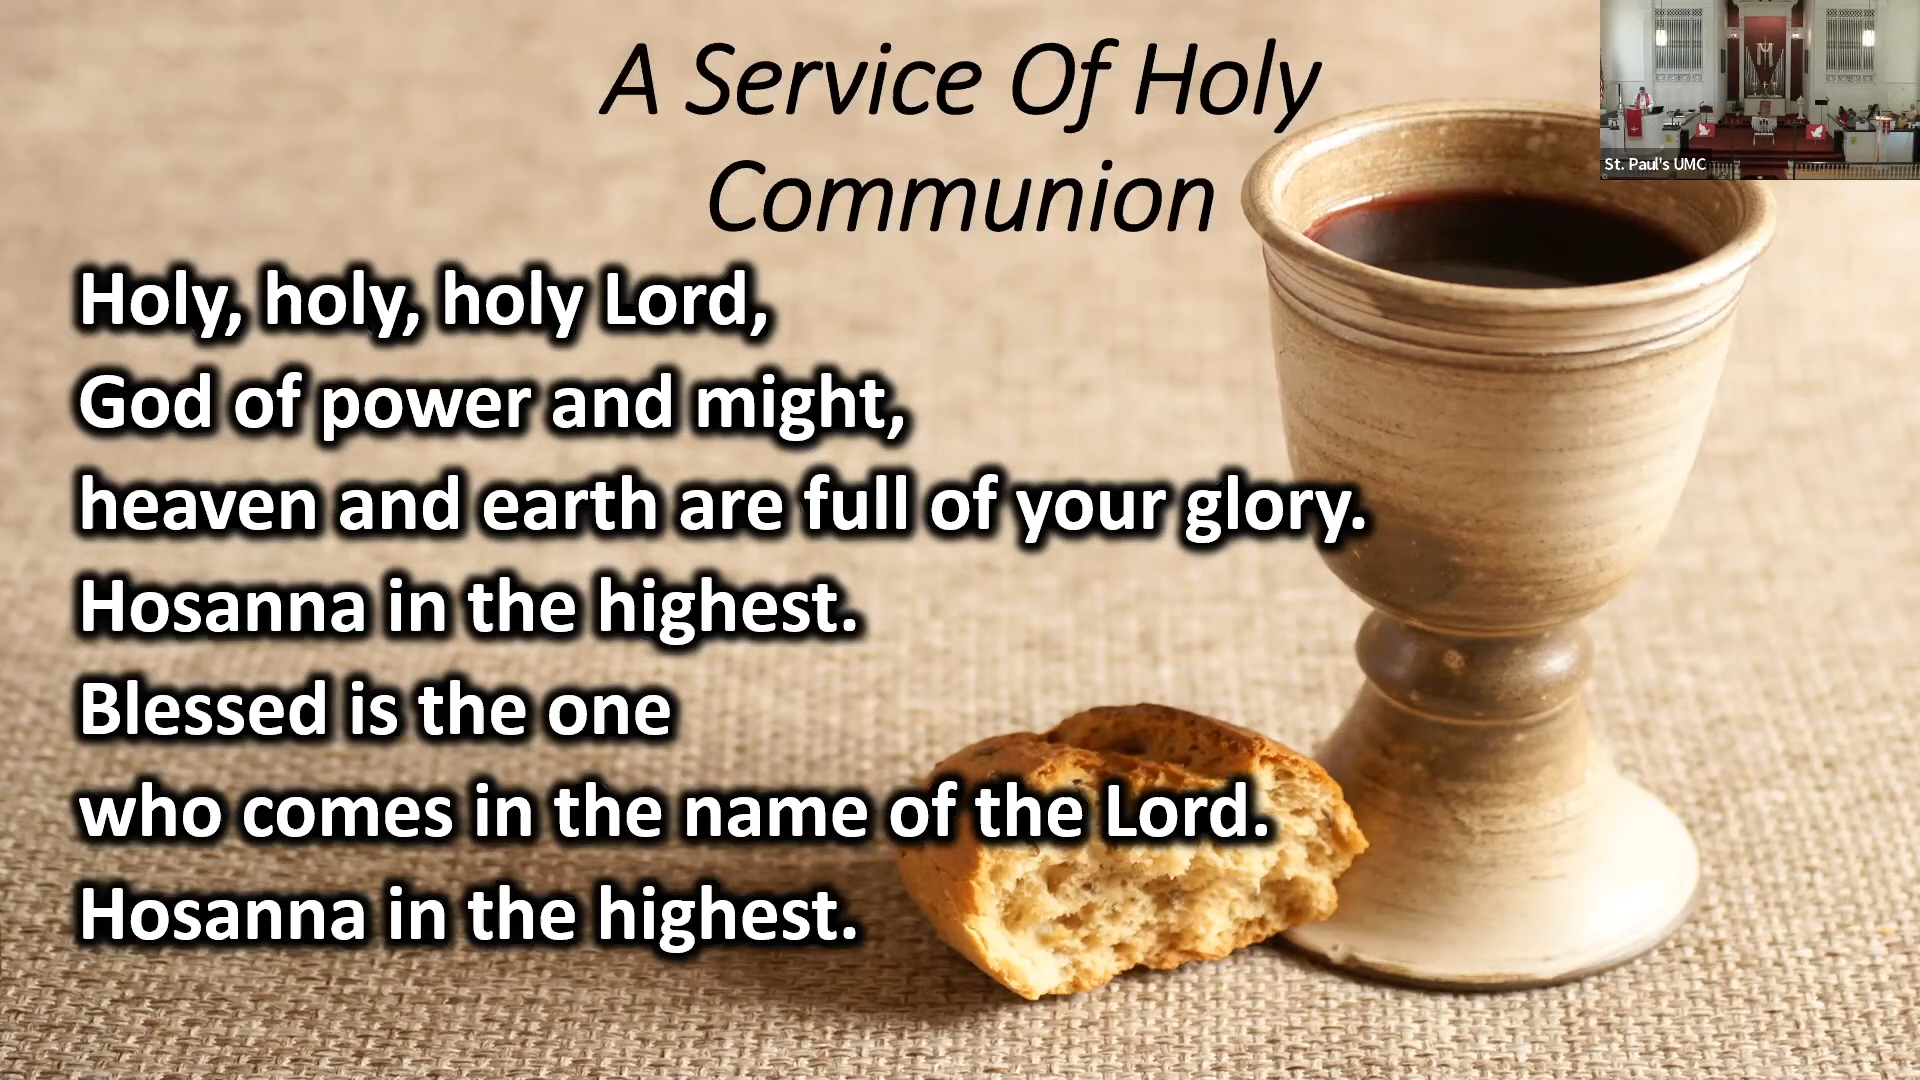 A Service Of Holy
Communion
St. Paul's UMC
Holy, holy, holy Lord,
God of power and might,
heaven and earth are full of your glory.
Hosanna in the highest.
Blessed is the one
who comes in the name of the Lord.
Hosanna in the highest.